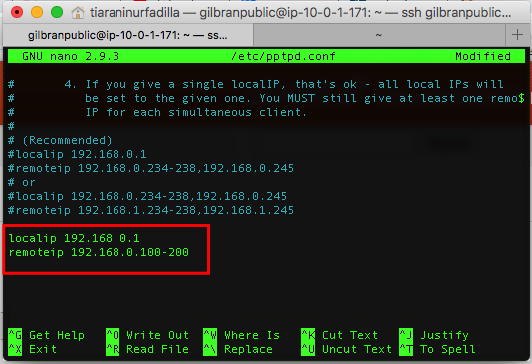 tiaraninurfadilla — gilbranpublic@ip-10-0-1-171: ~ — ssh gilbranpublic...
gilbranpublic@ip-10-0-1-171: ~ — ss... ~
GNU nano 2.9.3 /etc/pptpd.conf Modified
# 4. If you give a single localIP, that's ok - all local IPs will
# be set to the given one. You MUST still give at least one remo$
# IP for each simultaneous client.
#
# (Recommended)
#localip 192.168.0.1
#remoteip 192.168.0.234-238,192.168.0.245
# or
#localip 192.168.0.234-238,192.168.0.245
#remoteip 192.168.1.234-238,192.168.1.245
localip 192.168 0.1
remoteip 192.168.0.100-200
^G Get Help ^O Write Out ^W Where Is ^K Cut Text ^J Justify
^X Exit ^R Read File ^\ Replace ^U Uncut Text ^T To Spell